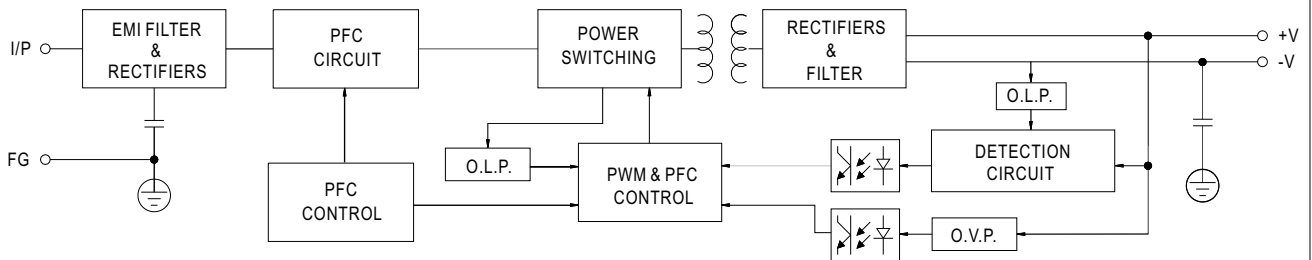 I/P
EMI FILTER
&
RECTIFIERS
PFC
CIRCUIT
POWER
SWITCHING
RECTIFIERS
&
FILTER
+V
-V
O.L.P.
FG
O.L.P.
PFC
CONTROL
PWM & PFC
CONTROL
DETECTION
CIRCUIT
O.V.P.